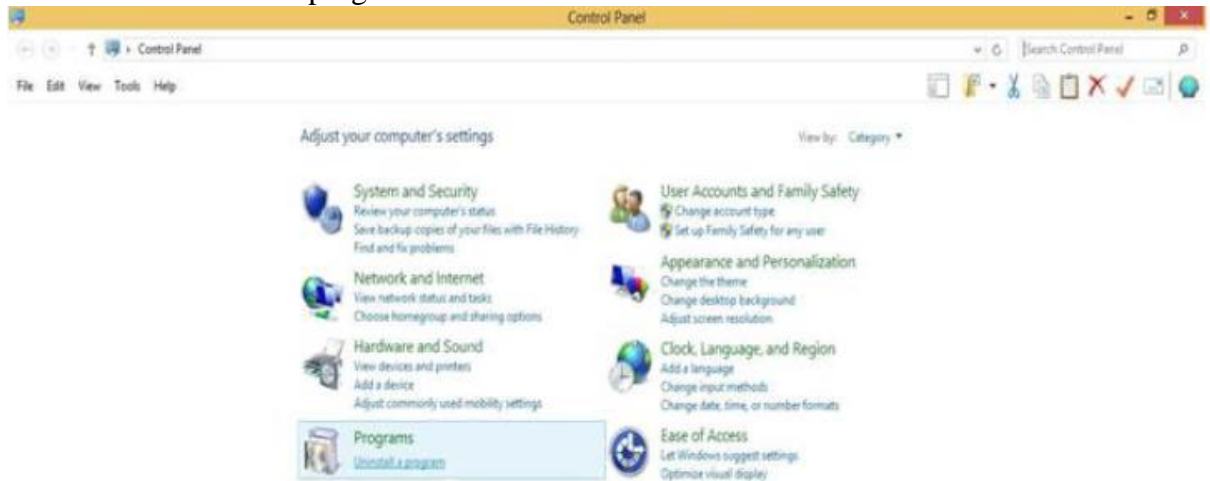 Control Panel
Control Panel
Search Control Panel
File Edit View Tools Help
Adjust your computer's settings
View by: Category
System and Security
Review your computer's status
Save backup copies of your files with File History
Find and fix problems
Network and Internet
View network status and tasks
Choose homegroup and sharing options
Hardware and Sound
View devices and printers
Add a device
Adjust commonly used mobility settings
Programs
Uninstall a program
User Accounts and Family Safety
Change account type
Set up Family Safety for any user
Appearance and Personalization
Change the theme
Change desktop background
Adjust screen resolution
Clock, Language, and Region
Add a language
Change input methods
Change date, time, or number formats
Ease of Access
Let Windows suggest settings
Optimize visual display